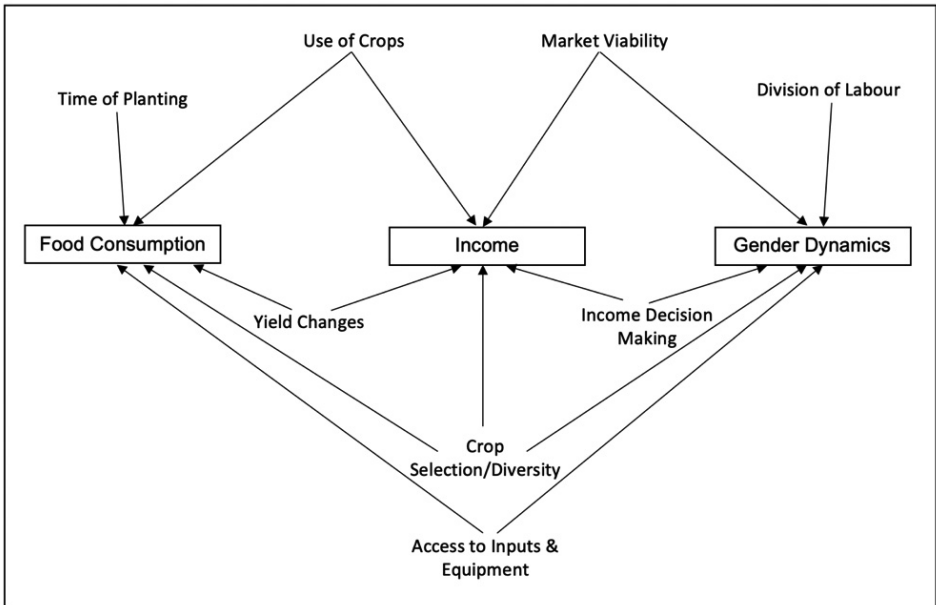 Use of Crops
Market Viability
Time of Planting
Division of Labour
Food Consumption
Income
Gender Dynamics
Yield Changes
Income Decision
Making
Crop
Selection/Diversity
Access to Inputs &
Equipment